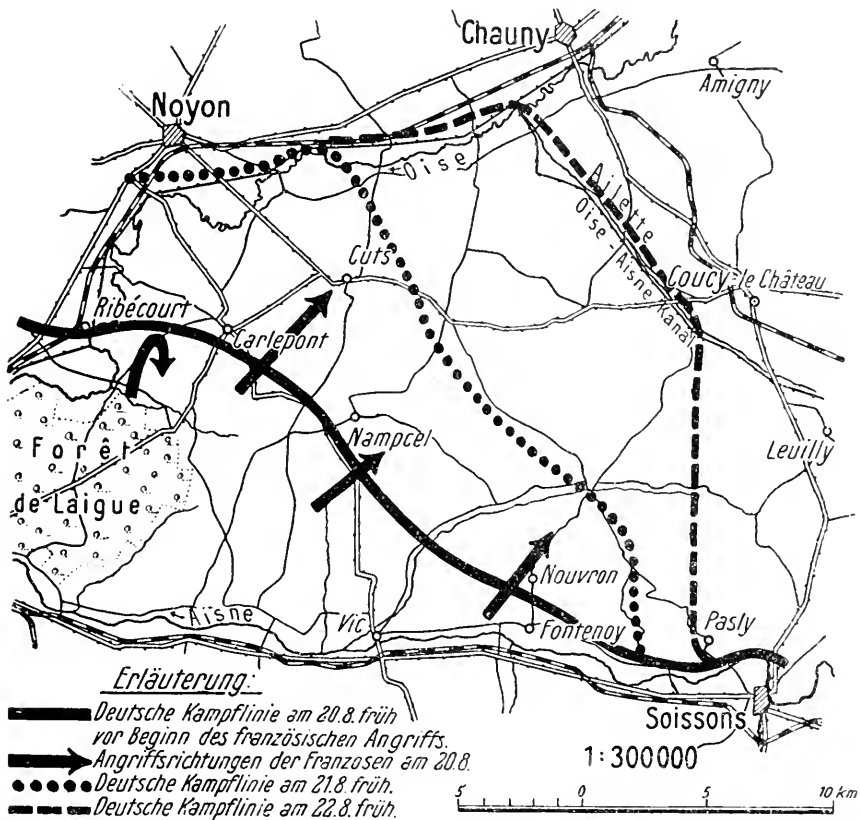 Chauny
Amigny
Noyon
Oise
Ailette
Oise-Aisne Kanal
Cuts
Coucy-le Château
Ribécourt
Carlepont
Nampcel
Leuilly
Forêt
de Laigue
Nouvron
Aisne
Vic
Fontenoy
Pasly
Soissons
Erläuterung:
Deutsche Kampflinie am 20.8. früh
vor Beginn des französischen Angriffs.
Angriffsrichtungen der Franzosen am 20.8.
Deutsche Kampflinie am 21.8. früh.
Deutsche Kampflinie am 22.8. früh.
1:300000
5 0 5 10 km